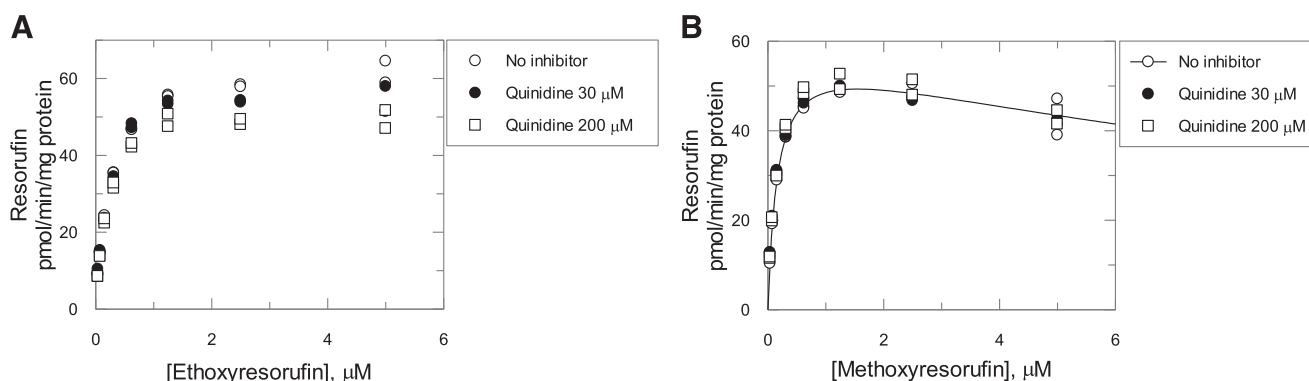 A
Resorufin
pmol/min/mg protein
60
40
20
0
0
2
4
6
[Ethoxyresorufin], μM
No inhibitor
Quinidine 30 μM
Quinidine 200 μM
B
Resorufin
pmol/min/mg protein
60
40
20
0
0
2
4
6
[Methoxyresorufin], μM
No inhibitor
Quinidine 30 μM
Quinidine 200 μM